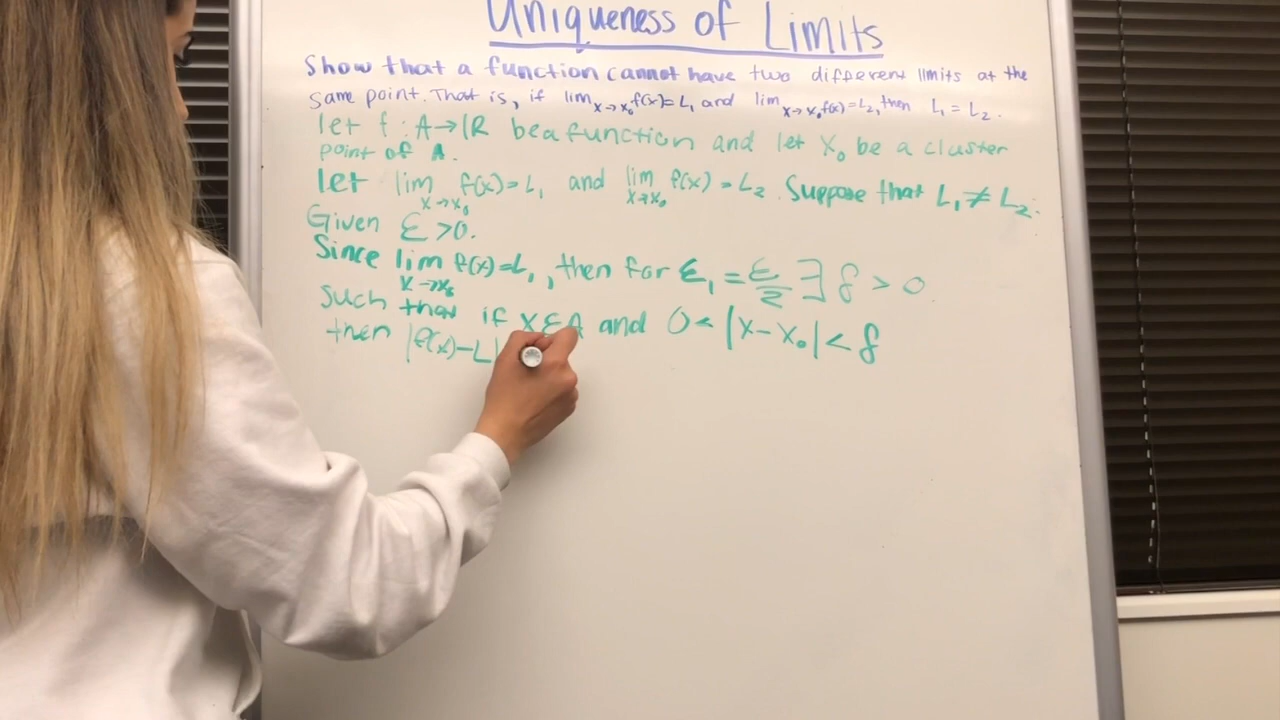 Uniqueness of Limits
Show that a function cannot have two different limits at the
same point. That is, if lim x→x₀ f(x)=L₁ and lim x→x₀ f(x)=L₂, then L₁ = L₂.
let f : A→ℝ be a function and let X₀ be a cluster
point of A.
let lim x→x₀ f(x)=L₁ and lim x→x₀ f(x)=L₂. Suppose that L₁ ≠ L₂.
Given ε>0.
Since lim x→x₀ f(x)=L₁, then for ε₁ = ε/2 ∃ δ > 0
such that if x∈A and 0<|x-x₀|<δ
then |f(x)-L|